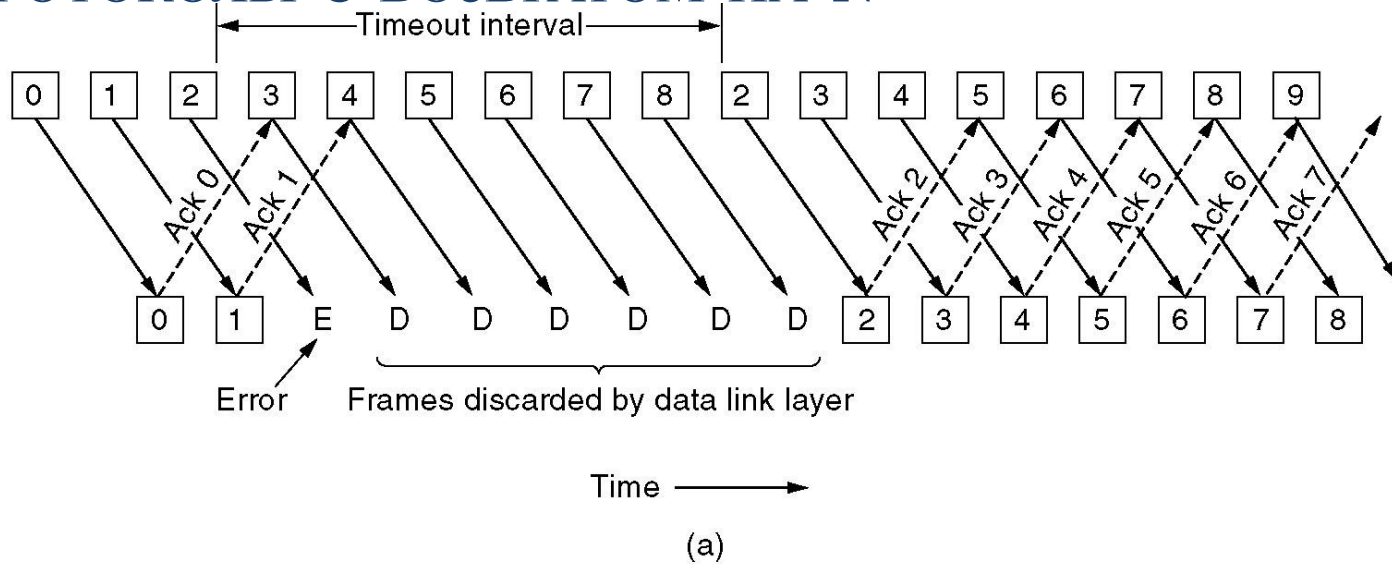 Timeout interval
0 1 2 3 4 5 6 7 8 2 3 4 5 6 7 8 9
Ack 0 Ack 1 Ack 2 Ack 3 Ack 4 Ack 5 Ack 6 Ack 7
0 1 E D D D D D D 2 3 4 5 6 7 8
Error Frames discarded by data link layer
Time
(a)